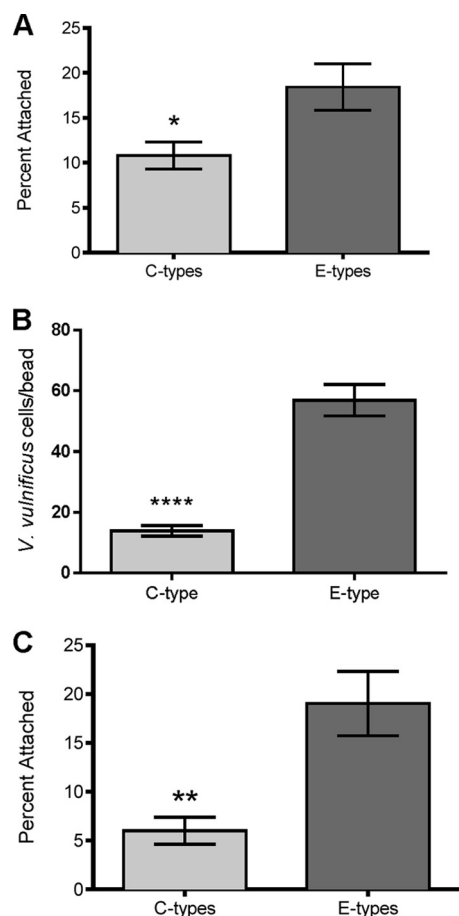 A
Percent Attached
25
20
15
10
5
0
*
C-types
E-types
B
V. vulnificus cells/bead
80
60
40
20
0
****
C-type
E-type
C
Percent Attached
25
20
15
10
5
0
**
C-types
E-types